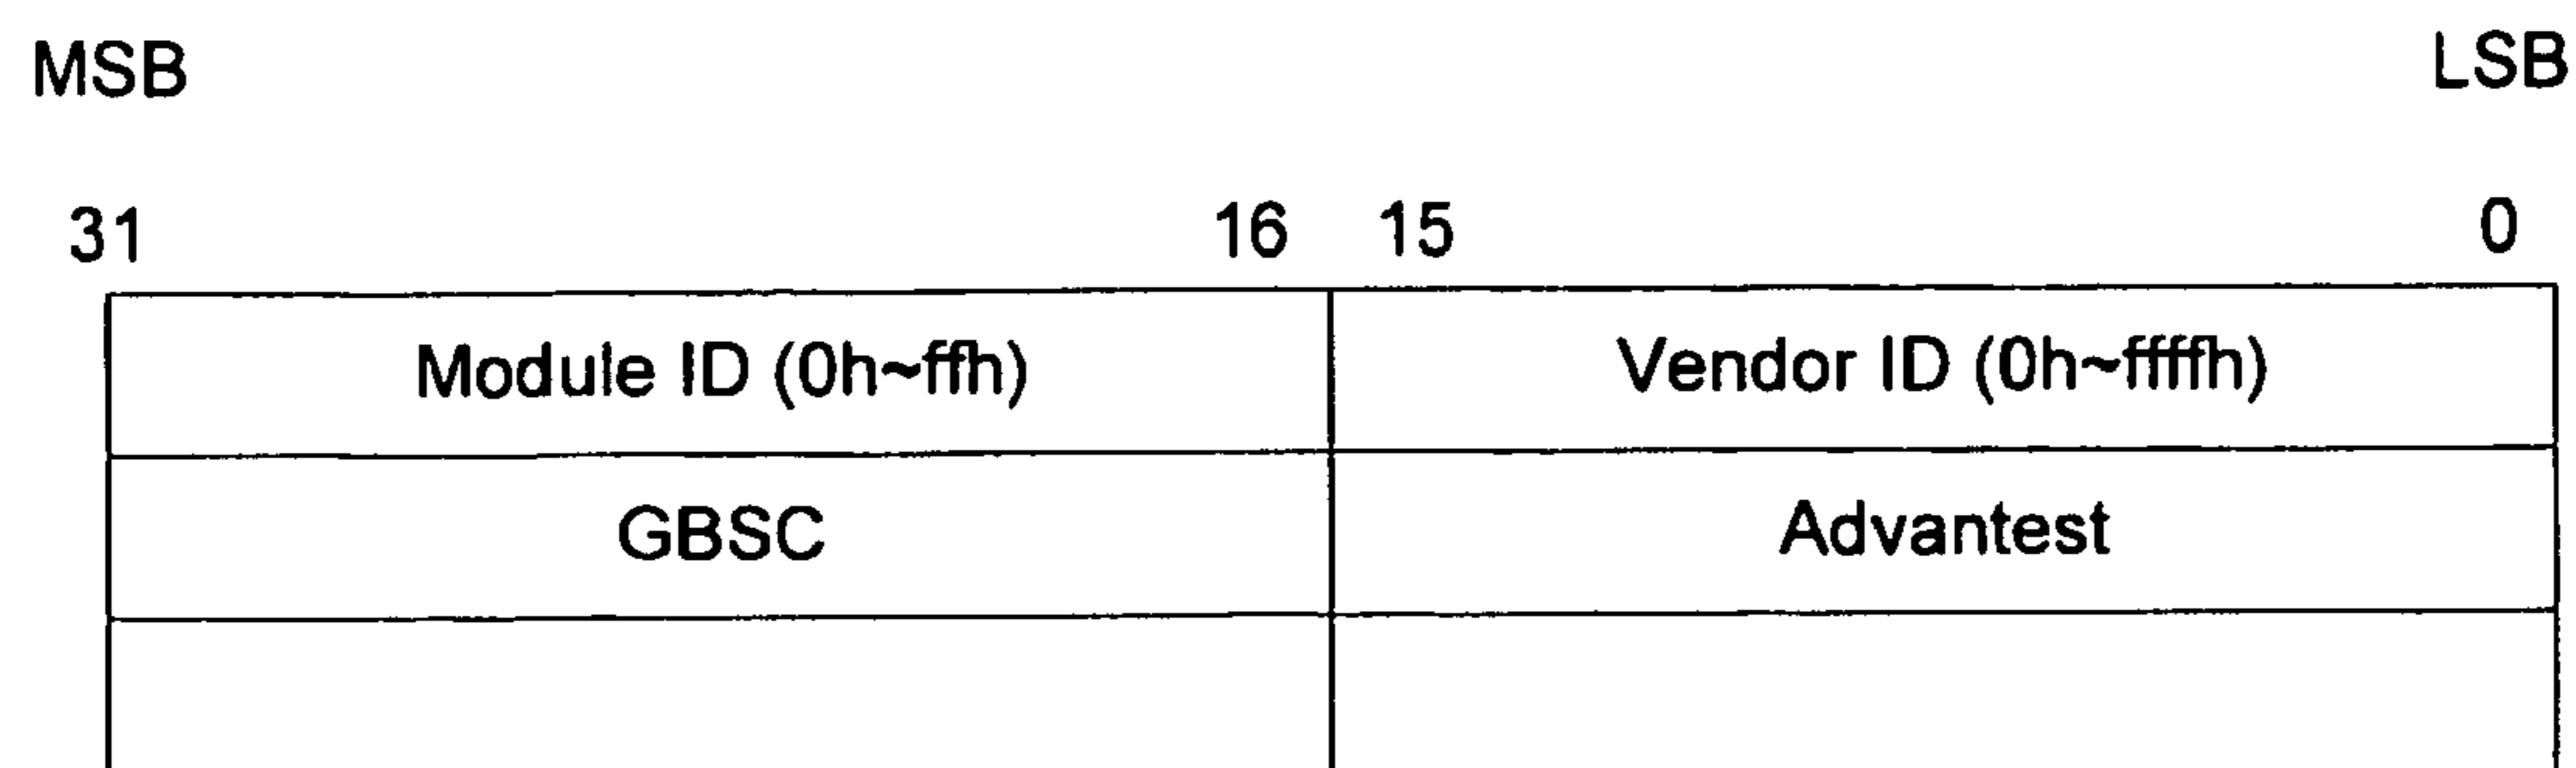 MSB LSB
31 16 15 0
Module ID (0h~ffh) Vendor ID (0h~ffffh)
GBSC Advantest